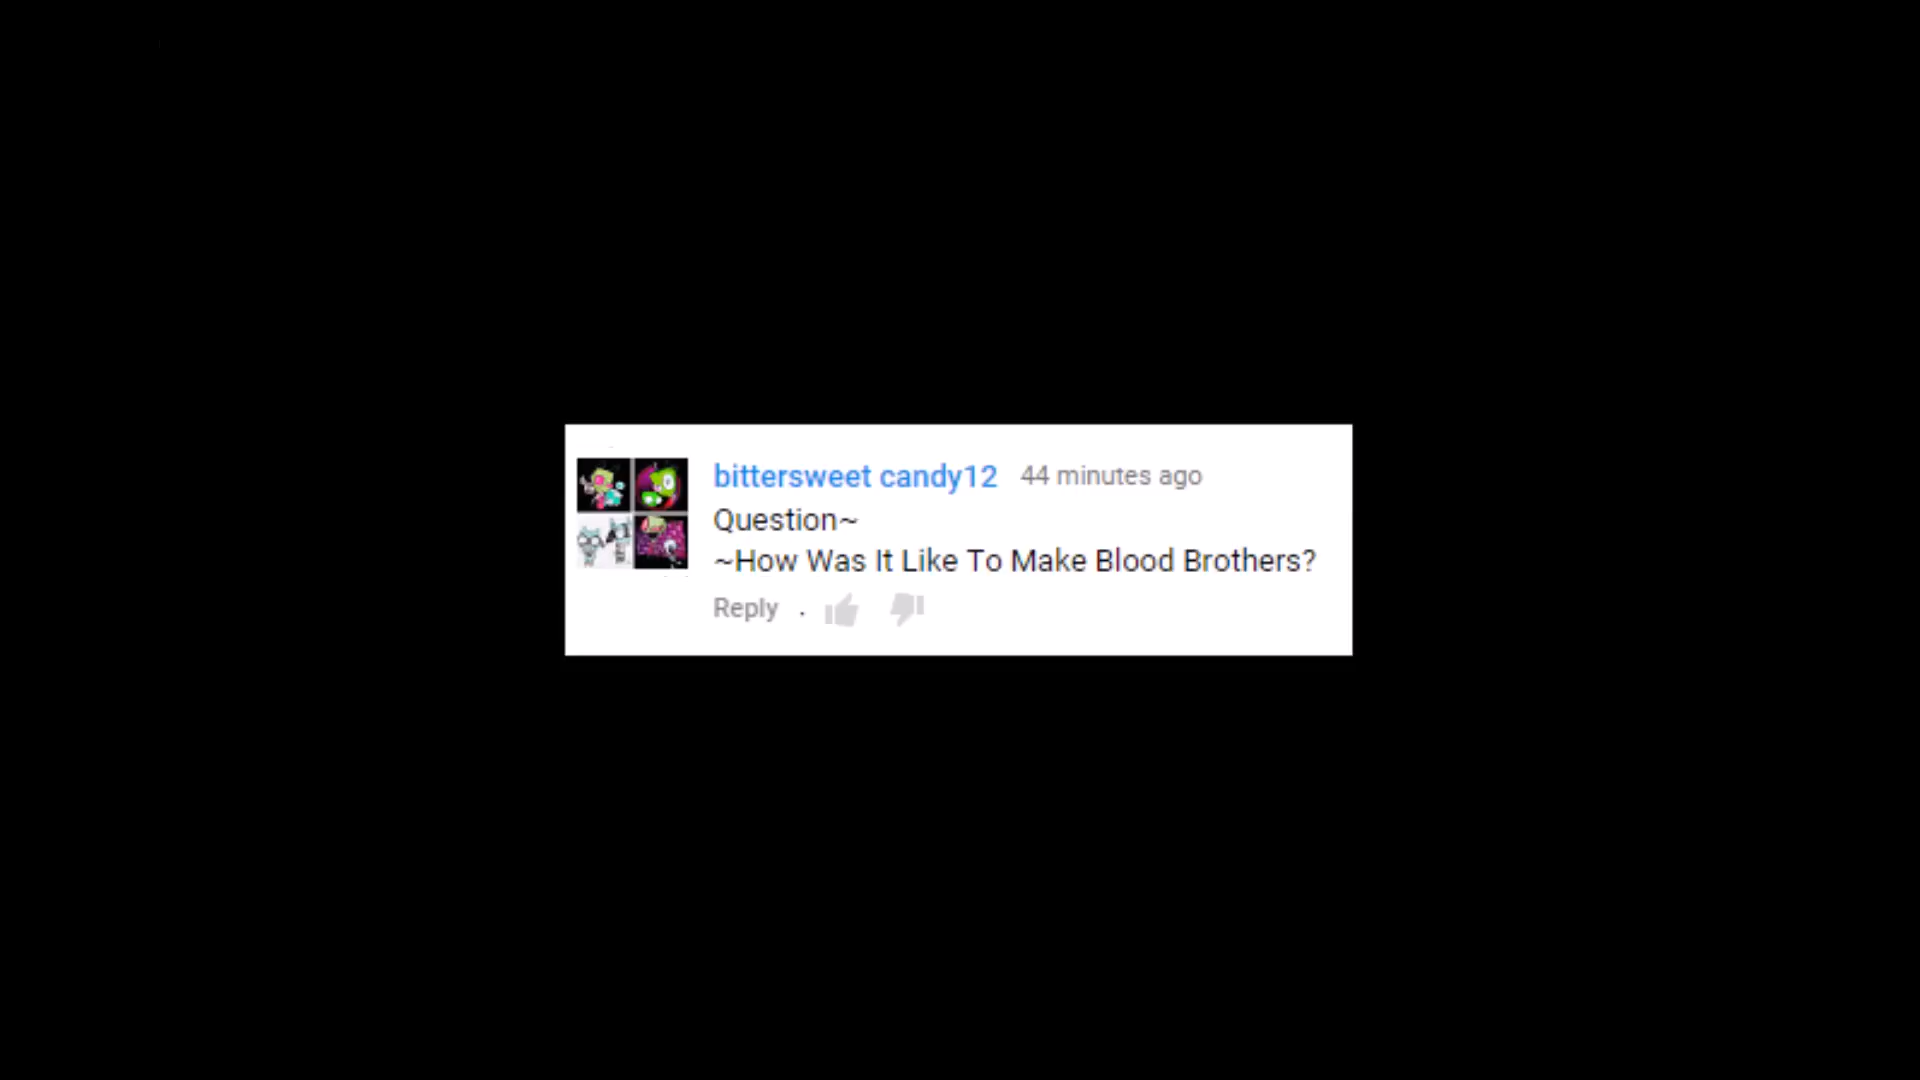 bittersweet candy12 44 minutes ago
Question~
~How Was It Like To Make Blood Brothers?
Reply .